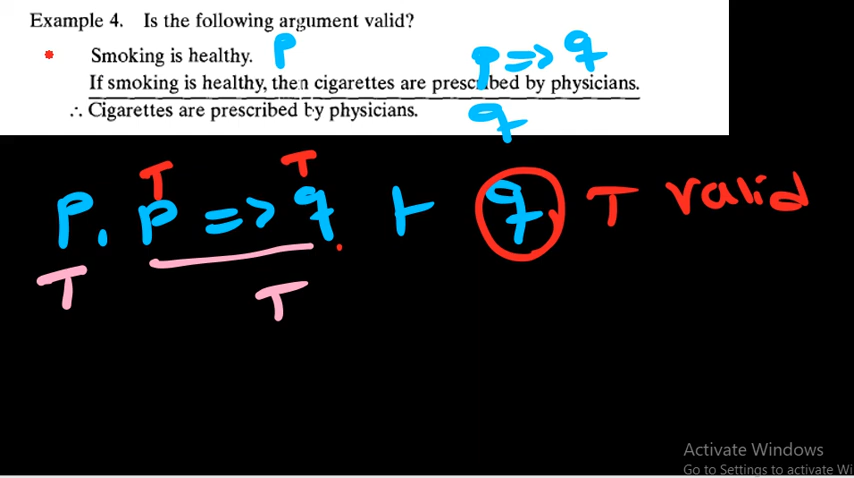 Example 4. Is the following argument valid?
Smoking is healthy. p
If smoking is healthy, then cigarettes are prescribed by physicians. p => q
∴ Cigarettes are prescribed by physicians. q
T T
p, p => q ⊢ q T valid
T T
Activate Windows
Go to Settings to activate Wi